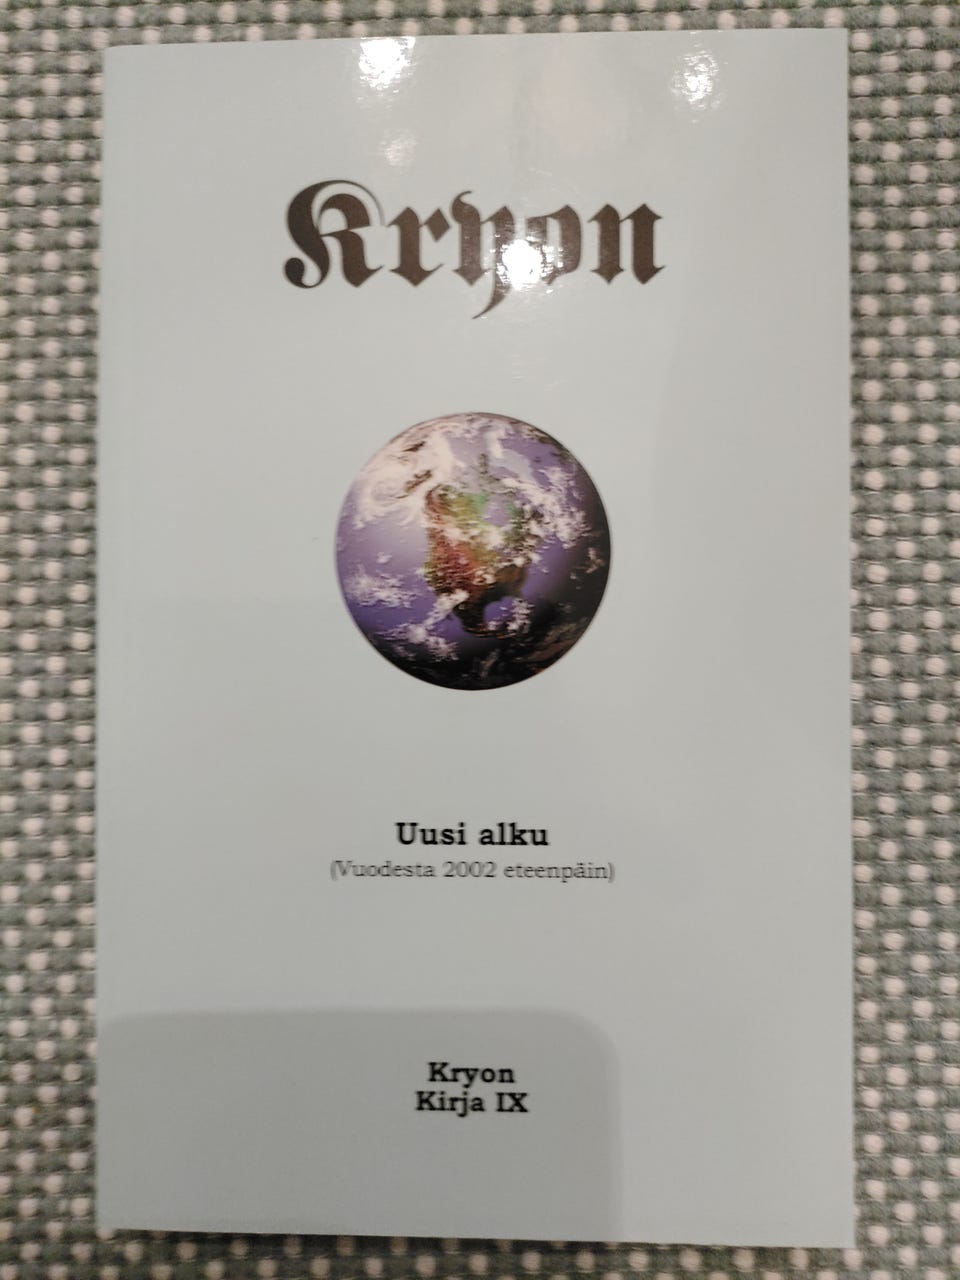 Kryon
Uusi alku
(Vuodesta 2002 eteenpäin)
Kryon
Kirja IX